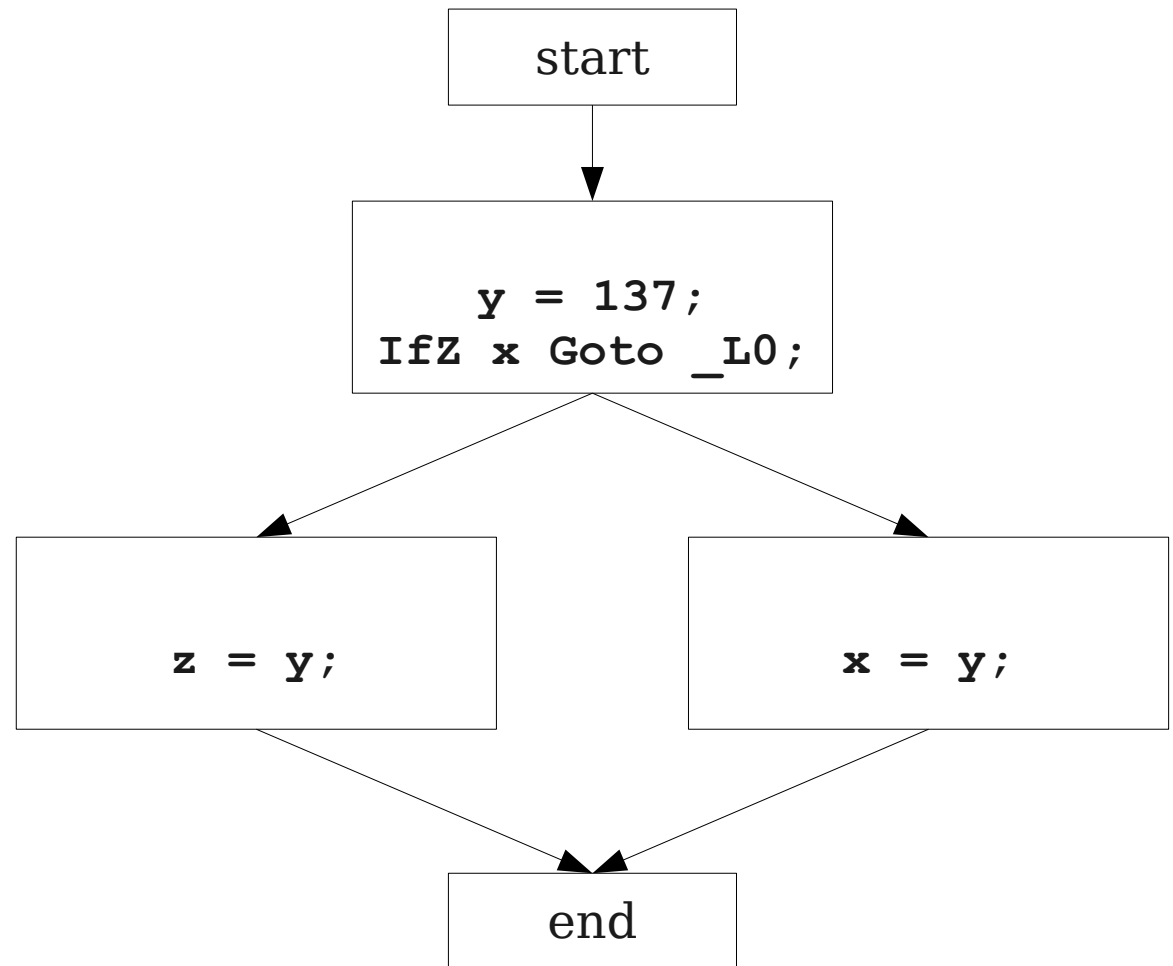 start
y = 137;
IfZ x Goto _L0;
z = y;
x = y;
end